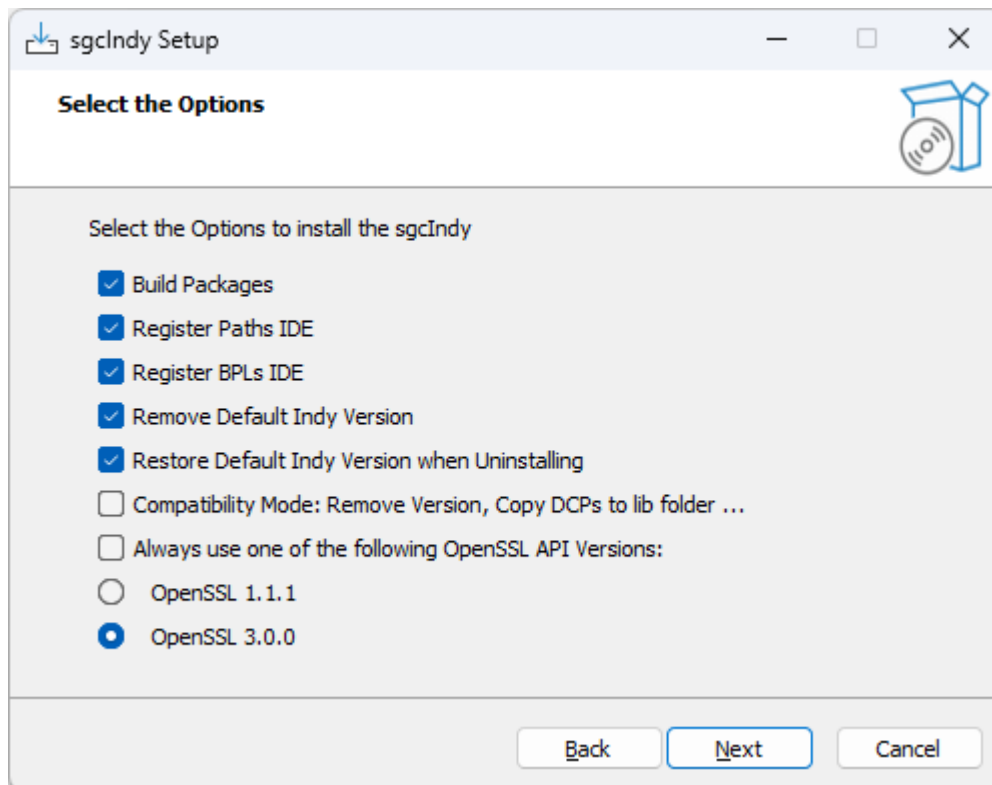 sgcIndy Setup
Select the Options
Select the Options to install the sgcIndy
Build Packages
Register Paths IDE
Register BPLs IDE
Remove Default Indy Version
Restore Default Indy Version when Uninstalling
Compatibility Mode: Remove Version, Copy DCPs to lib folder ...
Always use one of the following OpenSSL API Versions:
OpenSSL 1.1.1
OpenSSL 3.0.0
Back Next Cancel